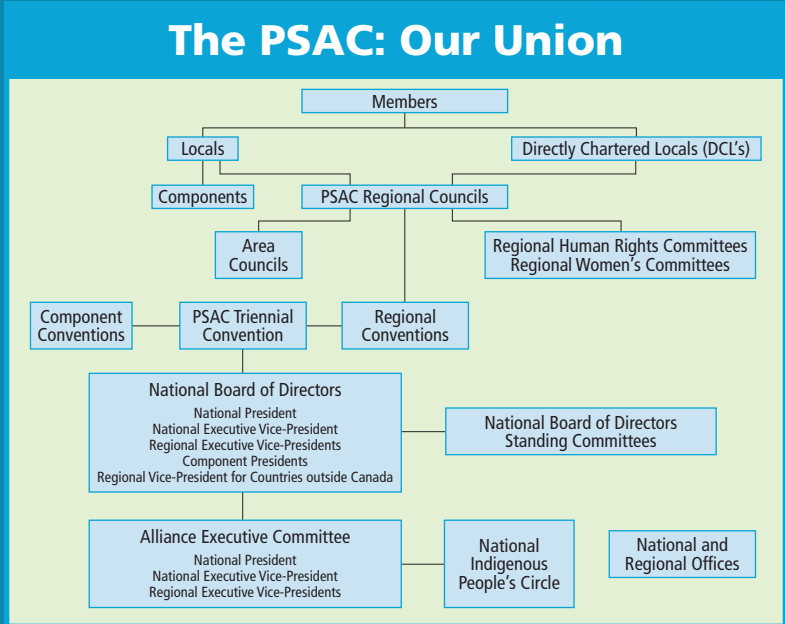 The PSAC: Our Union
Members
Locals
Directly Chartered Locals (DCL's)
Components
PSAC Regional Councils
Area
Councils
Regional Human Rights Committees
Regional Women's Committees
Component
Conventions
PSAC Triennial
Convention
Regional
Conventions
National Board of Directors
National President
National Executive Vice-President
Regional Executive Vice-Presidents
Component Presidents
Regional Vice-President for Countries outside Canada
National Board of Directors
Standing Committees
Alliance Executive Committee
National President
National Executive Vice-President
Regional Executive Vice-Presidents
National
Indigenous
People's Circle
National and
Regional Offices